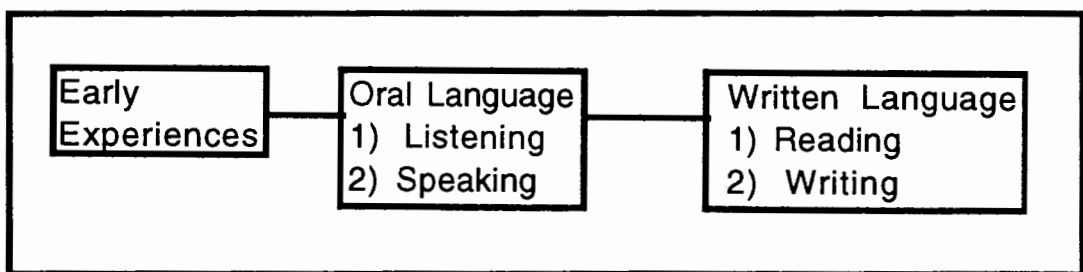 Early
Experiences
Oral Language
1) Listening
2) Speaking
Written Language
1) Reading
2) Writing